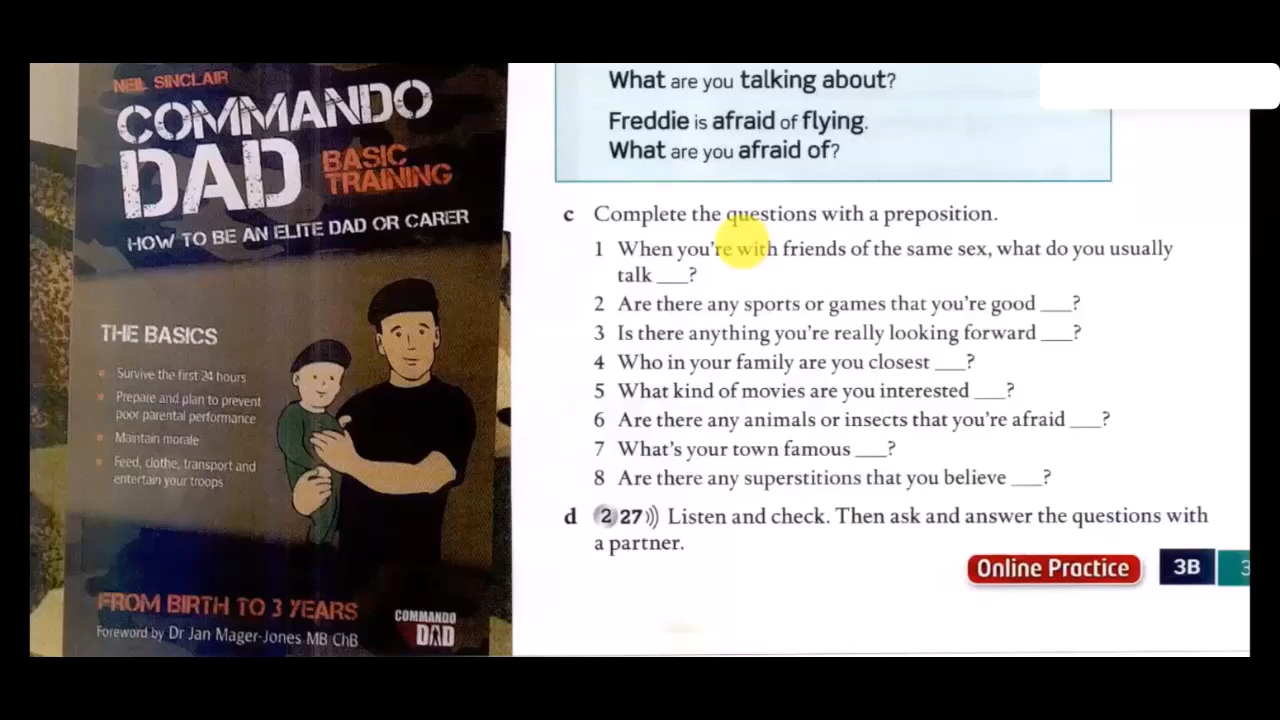 NEIL SINCLAIR
COMMANDO
DAD BASIC
TRAINING
HOW TO BE AN ELITE DAD OR CARER
THE BASICS
Survive the first 24 hours
Prepare and plan to prevent
poor parental performance
Maintain morale
Feed, clothe, transport and
entertain your troops
FROM BIRTH TO 3 YEARS
Foreword by Dr Jan Mager-Jones MB ChB
COMMANDO
DAD
What are you talking about?
Freddie is afraid of flying.
What are you afraid of?
c Complete the questions with a preposition.
1 When you're with friends of the same sex, what do you usually
talk ___?
2 Are there any sports or games that you're good ___?
3 Is there anything you're really looking forward ___?
4 Who in your family are you closest ___?
5 What kind of movies are you interested ___?
6 Are there any animals or insects that you're afraid ___?
7 What's your town famous ___?
8 Are there any superstitions that you believe ___?
d 2 27))) Listen and check. Then ask and answer the questions with
a partner.
Online Practice 3B 3